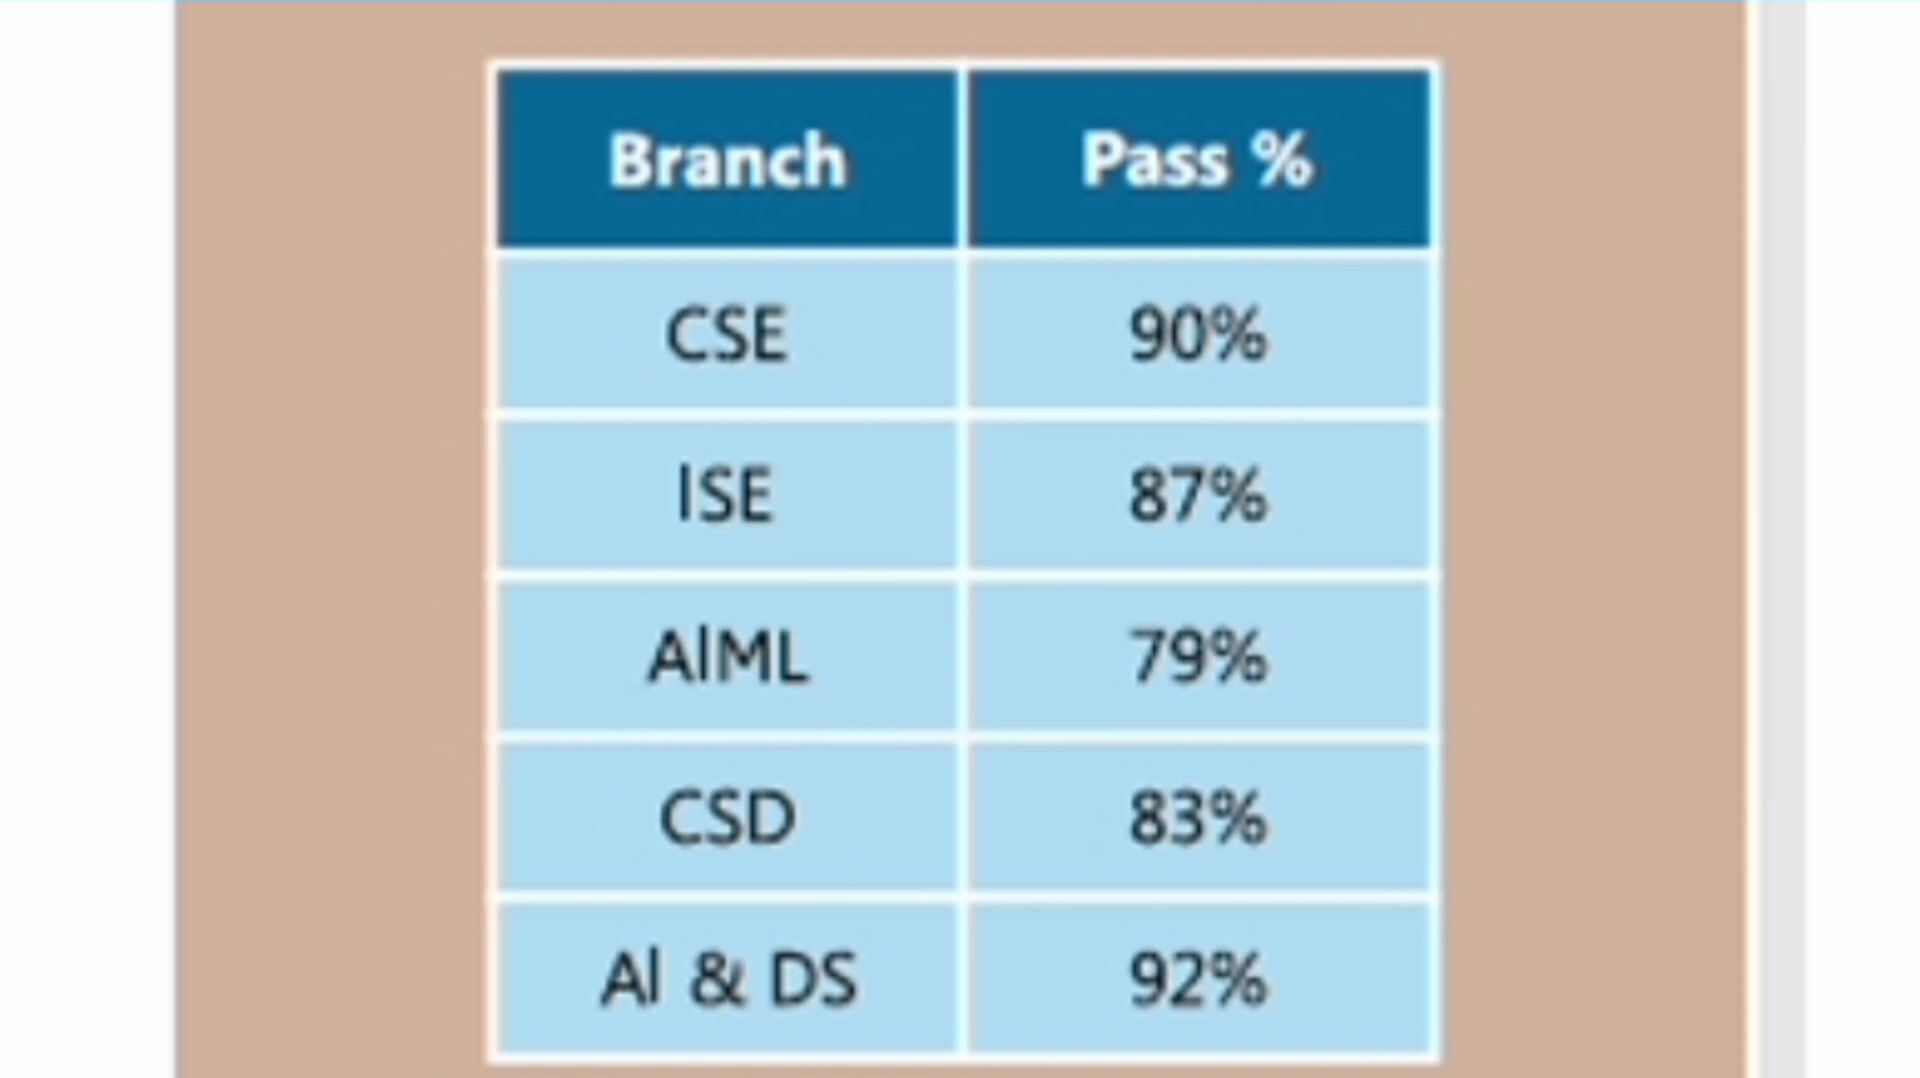 Branch Pass %
CSE 90%
ISE 87%
AIML 79%
CSD 83%
AI & DS 92%